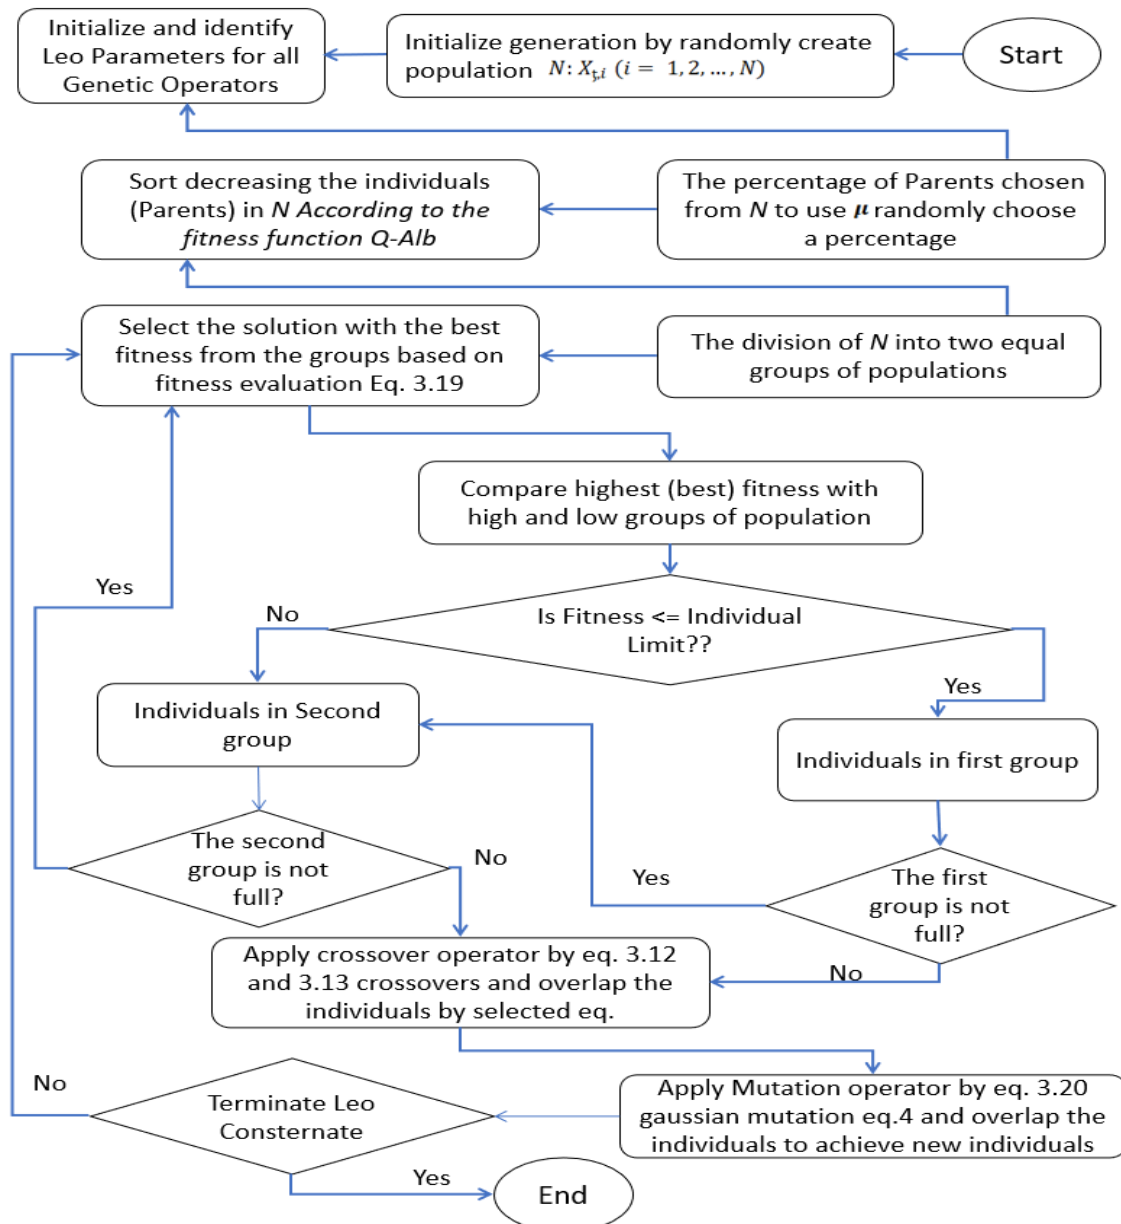 Initialize and identify
Leo Parameters for all
Genetic Operators
Initialize generation by randomly create
population N: X𝑡,i (i = 1, 2, ..., N)
Start
Sort decreasing the individuals
(Parents) in N According to the
fitness function Q-Alb
The percentage of Parents chosen
from N to use μ randomly choose
a percentage
Select the solution with the best
fitness from the groups based on
fitness evaluation Eq. 3.19
The division of N into two equal
groups of populations
Compare highest (best) fitness with
high and low groups of population
Yes
No
Is Fitness <= Individual
Limit??
Yes
Individuals in Second
group
Individuals in first group
The second
group is not
full?
No
Yes
The first
group is not
full?
No
Apply crossover operator by eq. 3.12
and 3.13 crossovers and overlap the
individuals by selected eq.
No
Terminate Leo
Consternate
Apply Mutation operator by eq. 3.20
gaussian mutation eq.4 and overlap the
individuals to achieve new individuals
Yes
End